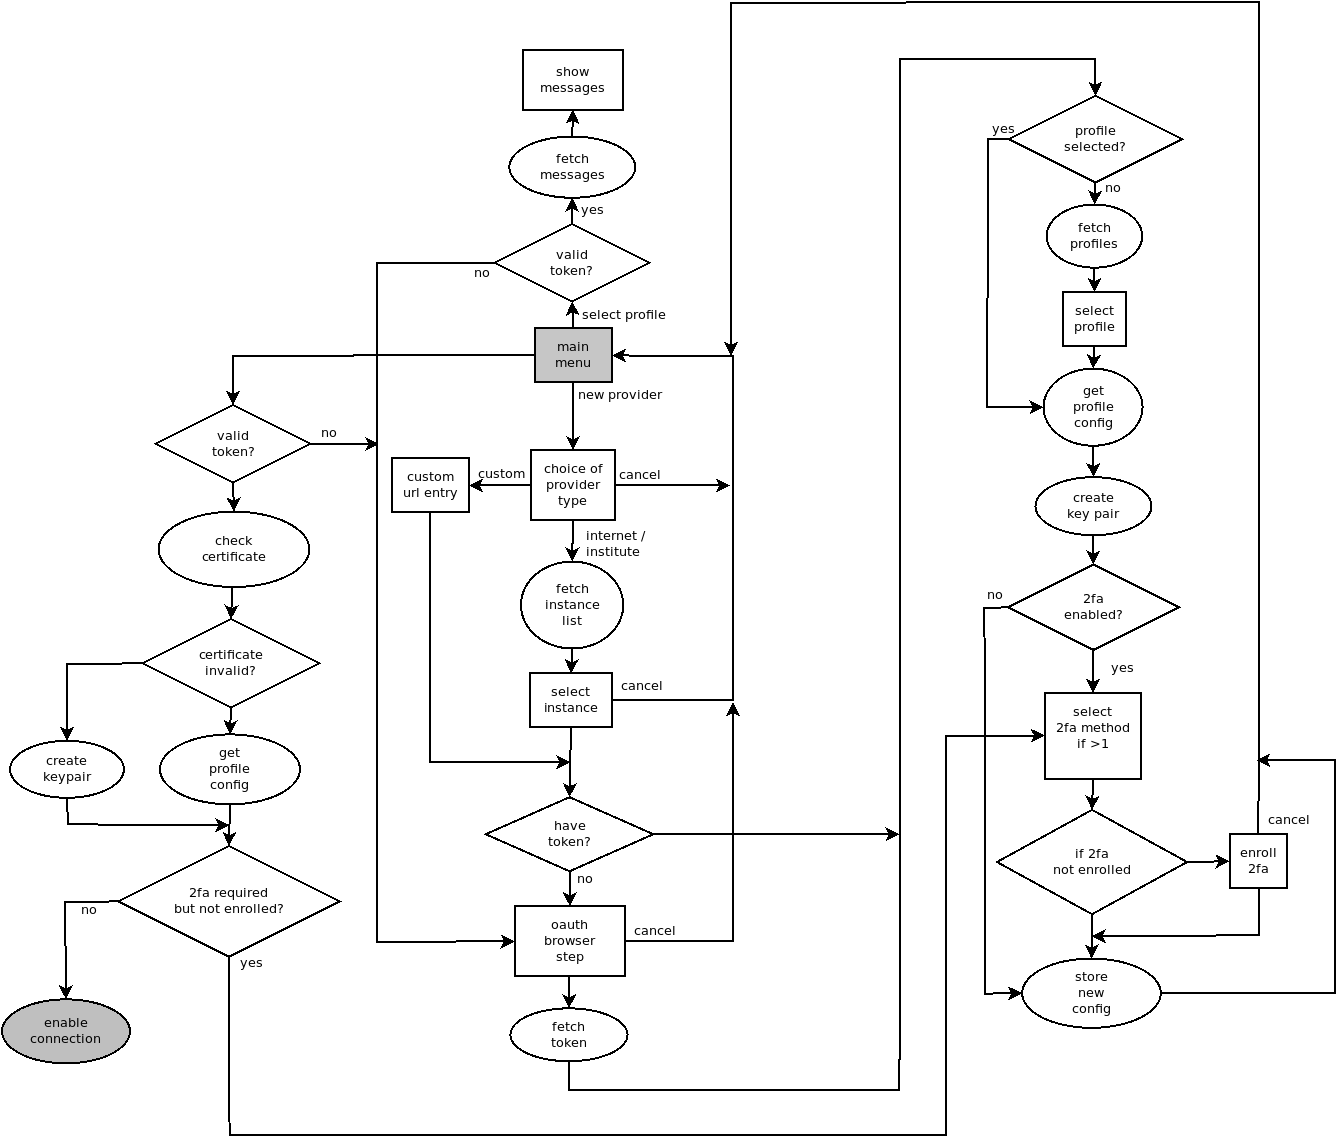 show
messages
fetch
messages
yes
valid
token?
no
select profile
main
menu
new provider
valid
token?
no
custom
url entry
custom
choice of
provider
type
cancel
internet /
institute
check
certificate
fetch
instance
list
certificate
invalid?
select
instance
cancel
create
keypair
get
profile
config
have
token?
no
2fa required
but not enrolled?
no
yes
oauth
browser
step
cancel
enable
connection
fetch
token
profile
selected?
yes
no
fetch
profiles
select
profile
get
profile
config
create
key pair
2fa
enabled?
no
yes
select
2fa method
if >1
if 2fa
not enrolled
cancel
enroll
2fa
store
new
config